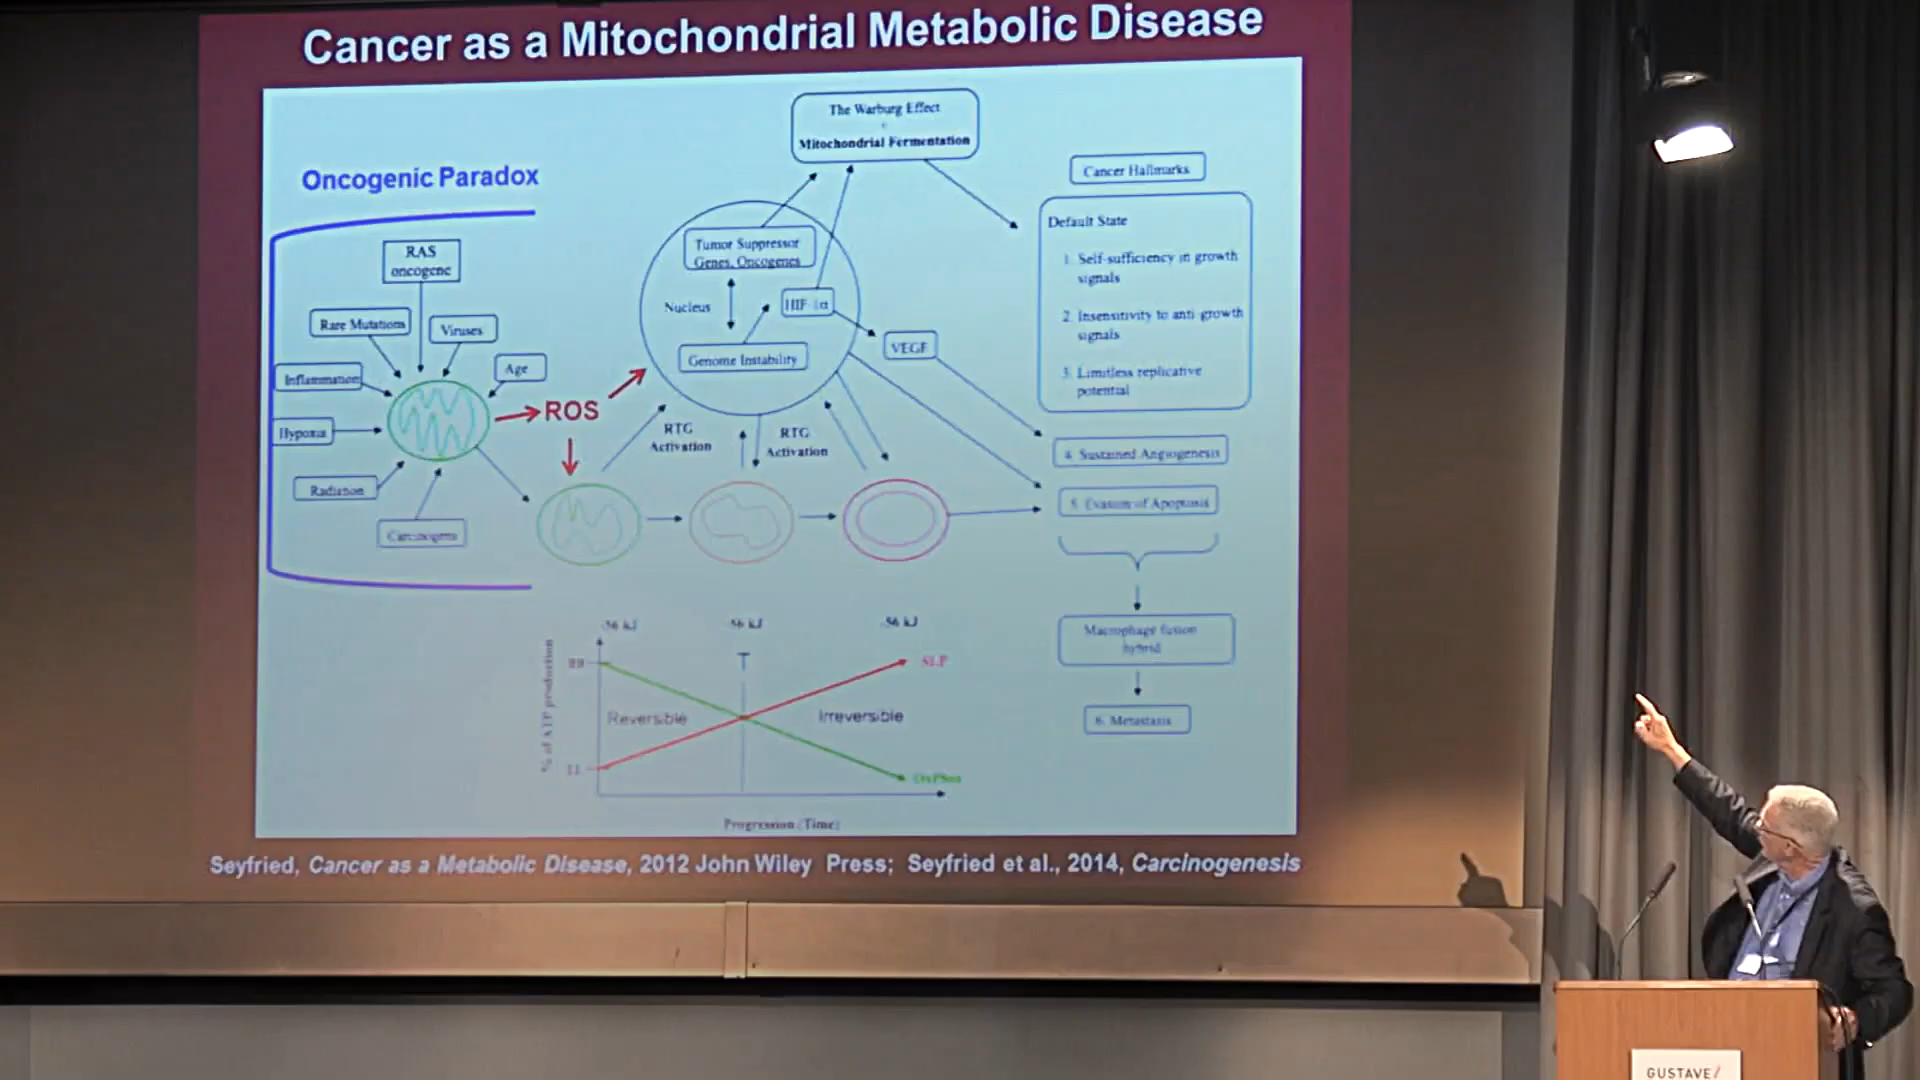 Cancer as a Mitochondrial Metabolic Disease
The Warburg Effect
+
Mitochondrial Fermentation
Oncogenic Paradox
Cancer Hallmarks
RAS
oncogene
Rare Mutations
Viruses
Inflammation
Age
Hypoxia
Radiation
Carcinogens
ROS
Tumor Suppressor
Genes, Oncogenes
Nucleus
HIF-1α
Genome Instability
VEGF
RTG
Activation
RTG
Activation
Default State
1. Self-sufficiency in growth
signals
2. Insensitivity to anti-growth
signals
3. Limitless replicative
potential
4. Sustained Angiogenesis
5. Evasion of Apoptosis
Macrophage fusion
hybrid
6. Metastasis
-56 kJ
-56 kJ
-56 kJ
% of ATP production
89
11
T
SLP
Reversible
Irreversible
OxPhos
Progression (Time)
Seyfried, Cancer as a Metabolic Disease, 2012 John Wiley Press; Seyfried et al., 2014, Carcinogenesis
GUSTAVE/